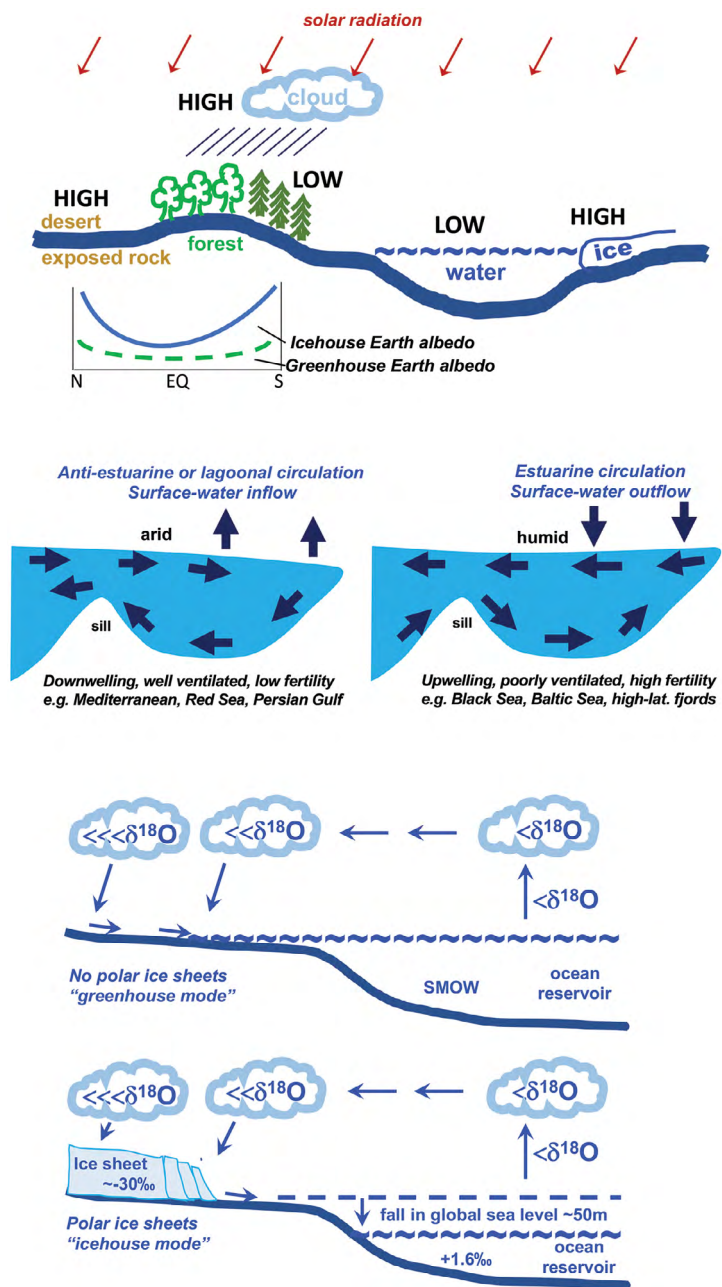 solar radiation
HIGH
cloud
HIGH
LOW
LOW
HIGH
desert
exposed rock
forest
water
ice
Icehouse Earth albedo
Greenhouse Earth albedo
N
EQ
S
Anti-estuarine or lagoonal circulation
Surface-water inflow
arid
sill
Downwelling, well ventilated, low fertility
e.g. Mediterranean, Red Sea, Persian Gulf
Estuarine circulation
Surface-water outflow
humid
sill
Upwelling, poorly ventilated, high fertility
e.g. Black Sea, Baltic Sea, high-lat. fjords
<<<δ¹⁸O
<<δ¹⁸O
<δ¹⁸O
<δ¹⁸O
No polar ice sheets
“greenhouse mode”
SMOW
ocean
reservoir
<<<δ¹⁸O
<<δ¹⁸O
<δ¹⁸O
<δ¹⁸O
Ice sheet
~-30‰
fall in global sea level ~50m
Polar ice sheets
“icehouse mode”
+1.6‰
ocean
reservoir